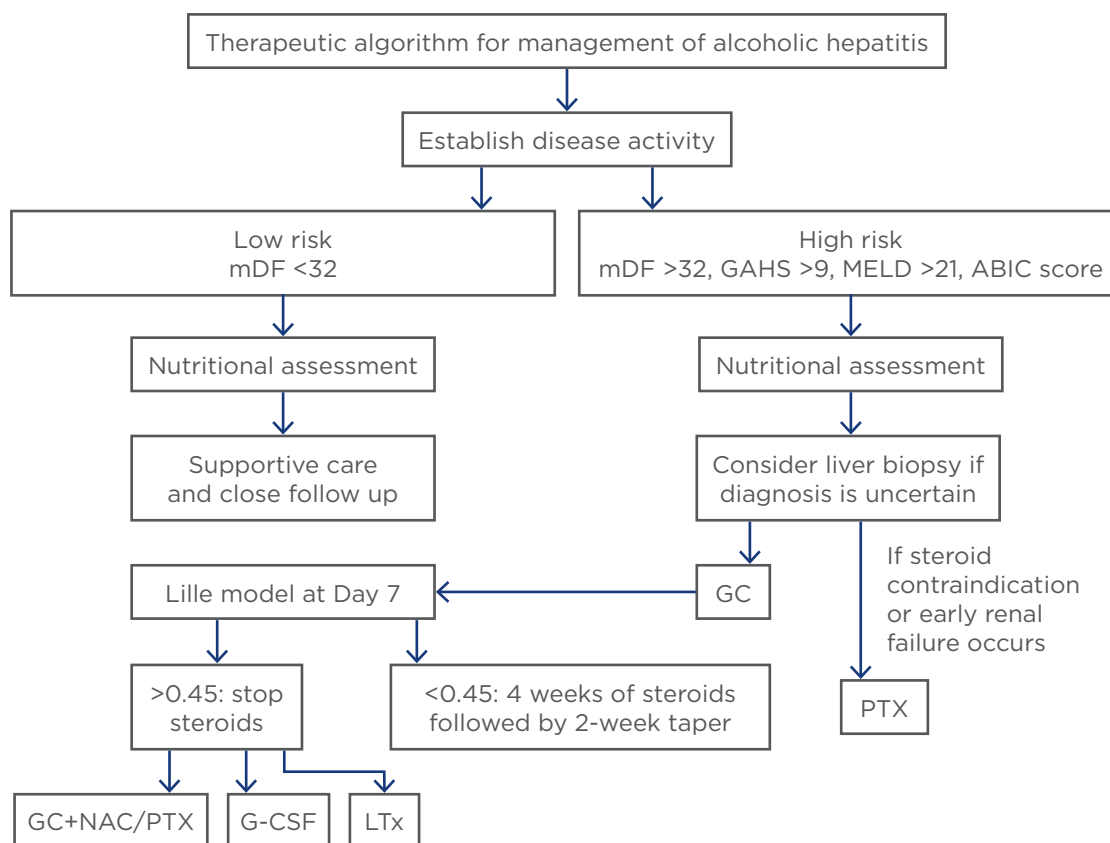 Therapeutic algorithm for management of alcoholic hepatitis
Establish disease activity
Low risk
mDF <32
High risk
mDF >32, GAHS >9, MELD >21, ABIC score
Nutritional assessment
Nutritional assessment
Supportive care
and close follow up
Consider liver biopsy if
diagnosis is uncertain
If steroid
contraindication
or early renal
failure occurs
Lille model at Day 7
GC
>0.45: stop
steroids
<0.45: 4 weeks of steroids
followed by 2-week taper
PTX
GC+NAC/PTX
G-CSF
LTx